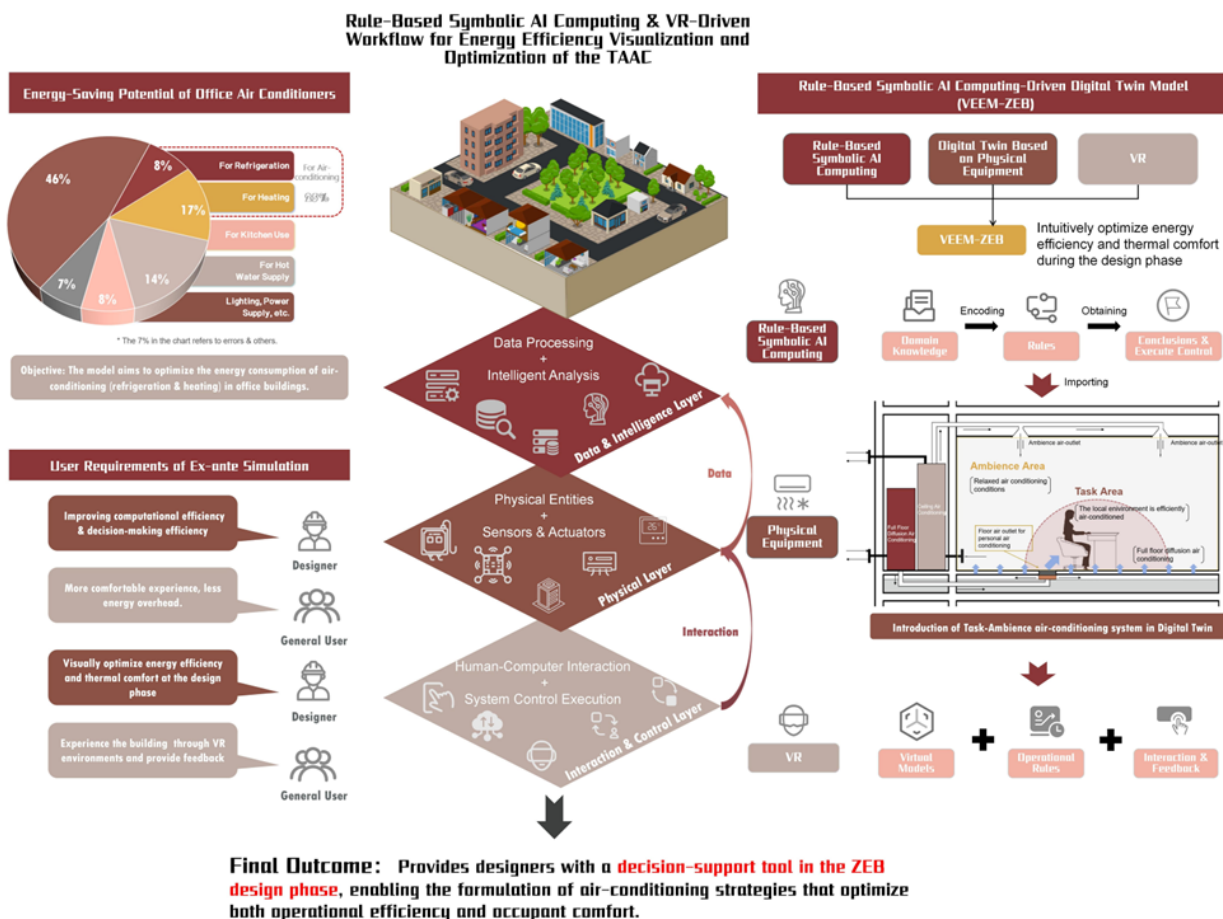 Rule-Based Symbolic AI Computing & VR-Driven
Workflow for Energy Efficiency Visualization and
Optimization of the TAAC
Energy-Saving Potential of Office Air Conditioners
46%
8%
17%
14%
8%
7%
For Refrigeration
For Heating
For Kitchen Use
For Hot
Water Supply
Lighting, Power
Supply, etc.
For Air-
conditioning
* The 7% in the chart refers to errors & others.
Objective: The model aims to optimize the energy consumption of air-
conditioning (refrigeration & heating) in office buildings.
User Requirements of Ex-ante Simulation
Improving computational efficiency
& decision-making efficiency
Designer
More comfortable experience, less
energy overhead.
General User
Visually optimize energy efficiency
and thermal comfort at the design
phase
Designer
Experience the building through VR
environments and provide feedback
General User
Data Processing
+
Intelligent Analysis
Data & Intelligence Layer
Physical Entities
+
Sensors & Actuators
26°
Physical Layer
Human-Computer Interaction
+
System Control Execution
Interaction & Control Layer
Data
Interaction
Rule-Based Symbolic AI Computing-Driven Digital Twin Model
(VEEM-ZEB)
Rule-Based
Symbolic AI
Computing
Digital Twin Based
on Physical
Equipment
VR
VEEM-ZEB
Intuitively optimize energy
efficiency and thermal comfort
during the design phase
Rule-Based
Symbolic AI
Computing
Domain
Knowledge
Encoding
Rules
Obtaining
Conclusions &
Execute Control
Importing
Physical
Equipment
Ambience air-outlet
Ambience air-outlet
Ambience Area
Relaxed air conditioning
conditions
Task Area
The local enivronment is efficiently
air-conditioned
Floor air outlet for
personal air
conditioning
Full floor diffusion air
conditioning
Full Floor
Diffusion Air
Conditioning
Air
Conditioning
Introduction of Task-Ambience air-conditioning system in Digital Twin
VR
Virtual
Models
+
Operational
Rules
+
Interaction &
Feedback
Final Outcome: Provides designers with a decision-support tool in the ZEB
design phase, enabling the formulation of air-conditioning strategies that optimize
both operational efficiency and occupant comfort.